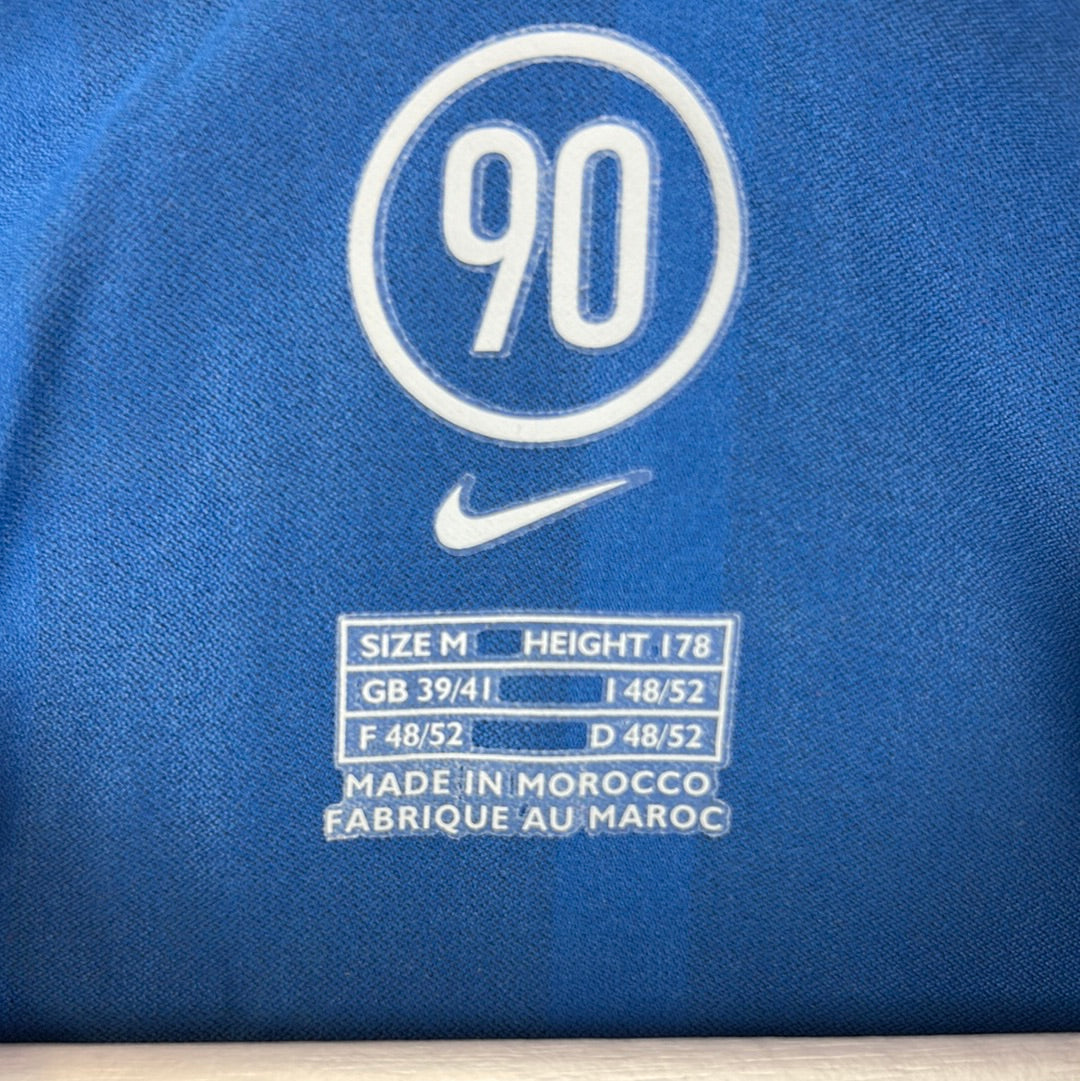 90
SIZE M HEIGHT 178
GB 39/41 I 48/52
F 48/52 D 48/52
MADE IN MOROCCO
FABRIQUE AU MAROC